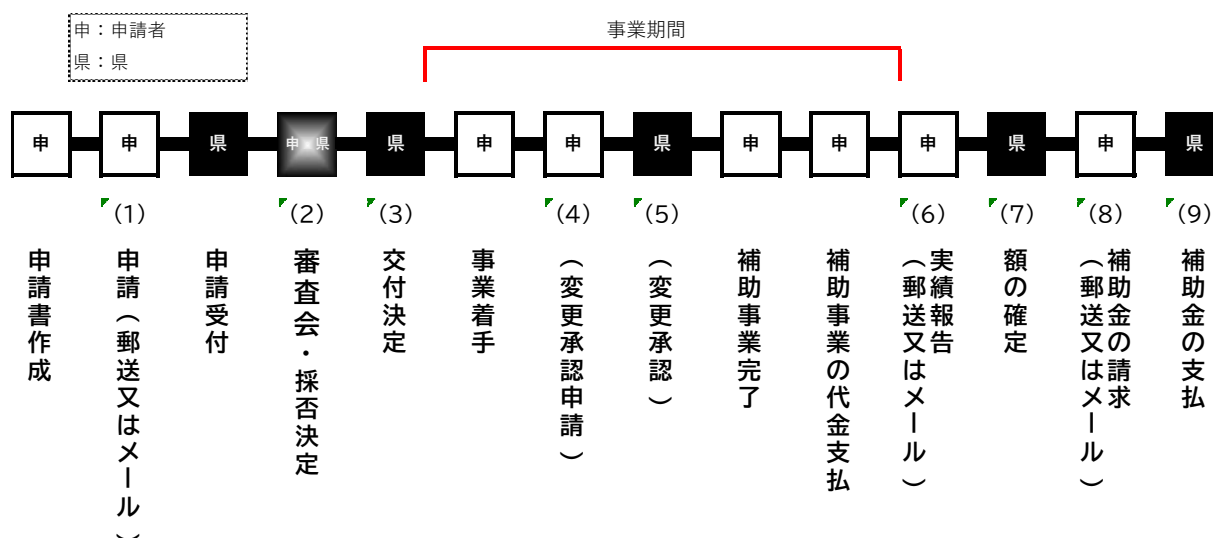 申：申請者
県：県
事業期間
申 申 県 申・県 県 申 申 県 申 申 申 県 申 県
(1) (2) (3) (4) (5) (6) (7) (8) (9)
申請書作成
申請（郵送又はメール）
申請受付
審査会・採否決定
交付決定
事業着手
（変更承認申請）
（変更承認）
補助事業完了
補助事業の代金支払
実績報告
（郵送又はメール）
額の確定
補助金の請求
（郵送又はメール）
補助金の支払